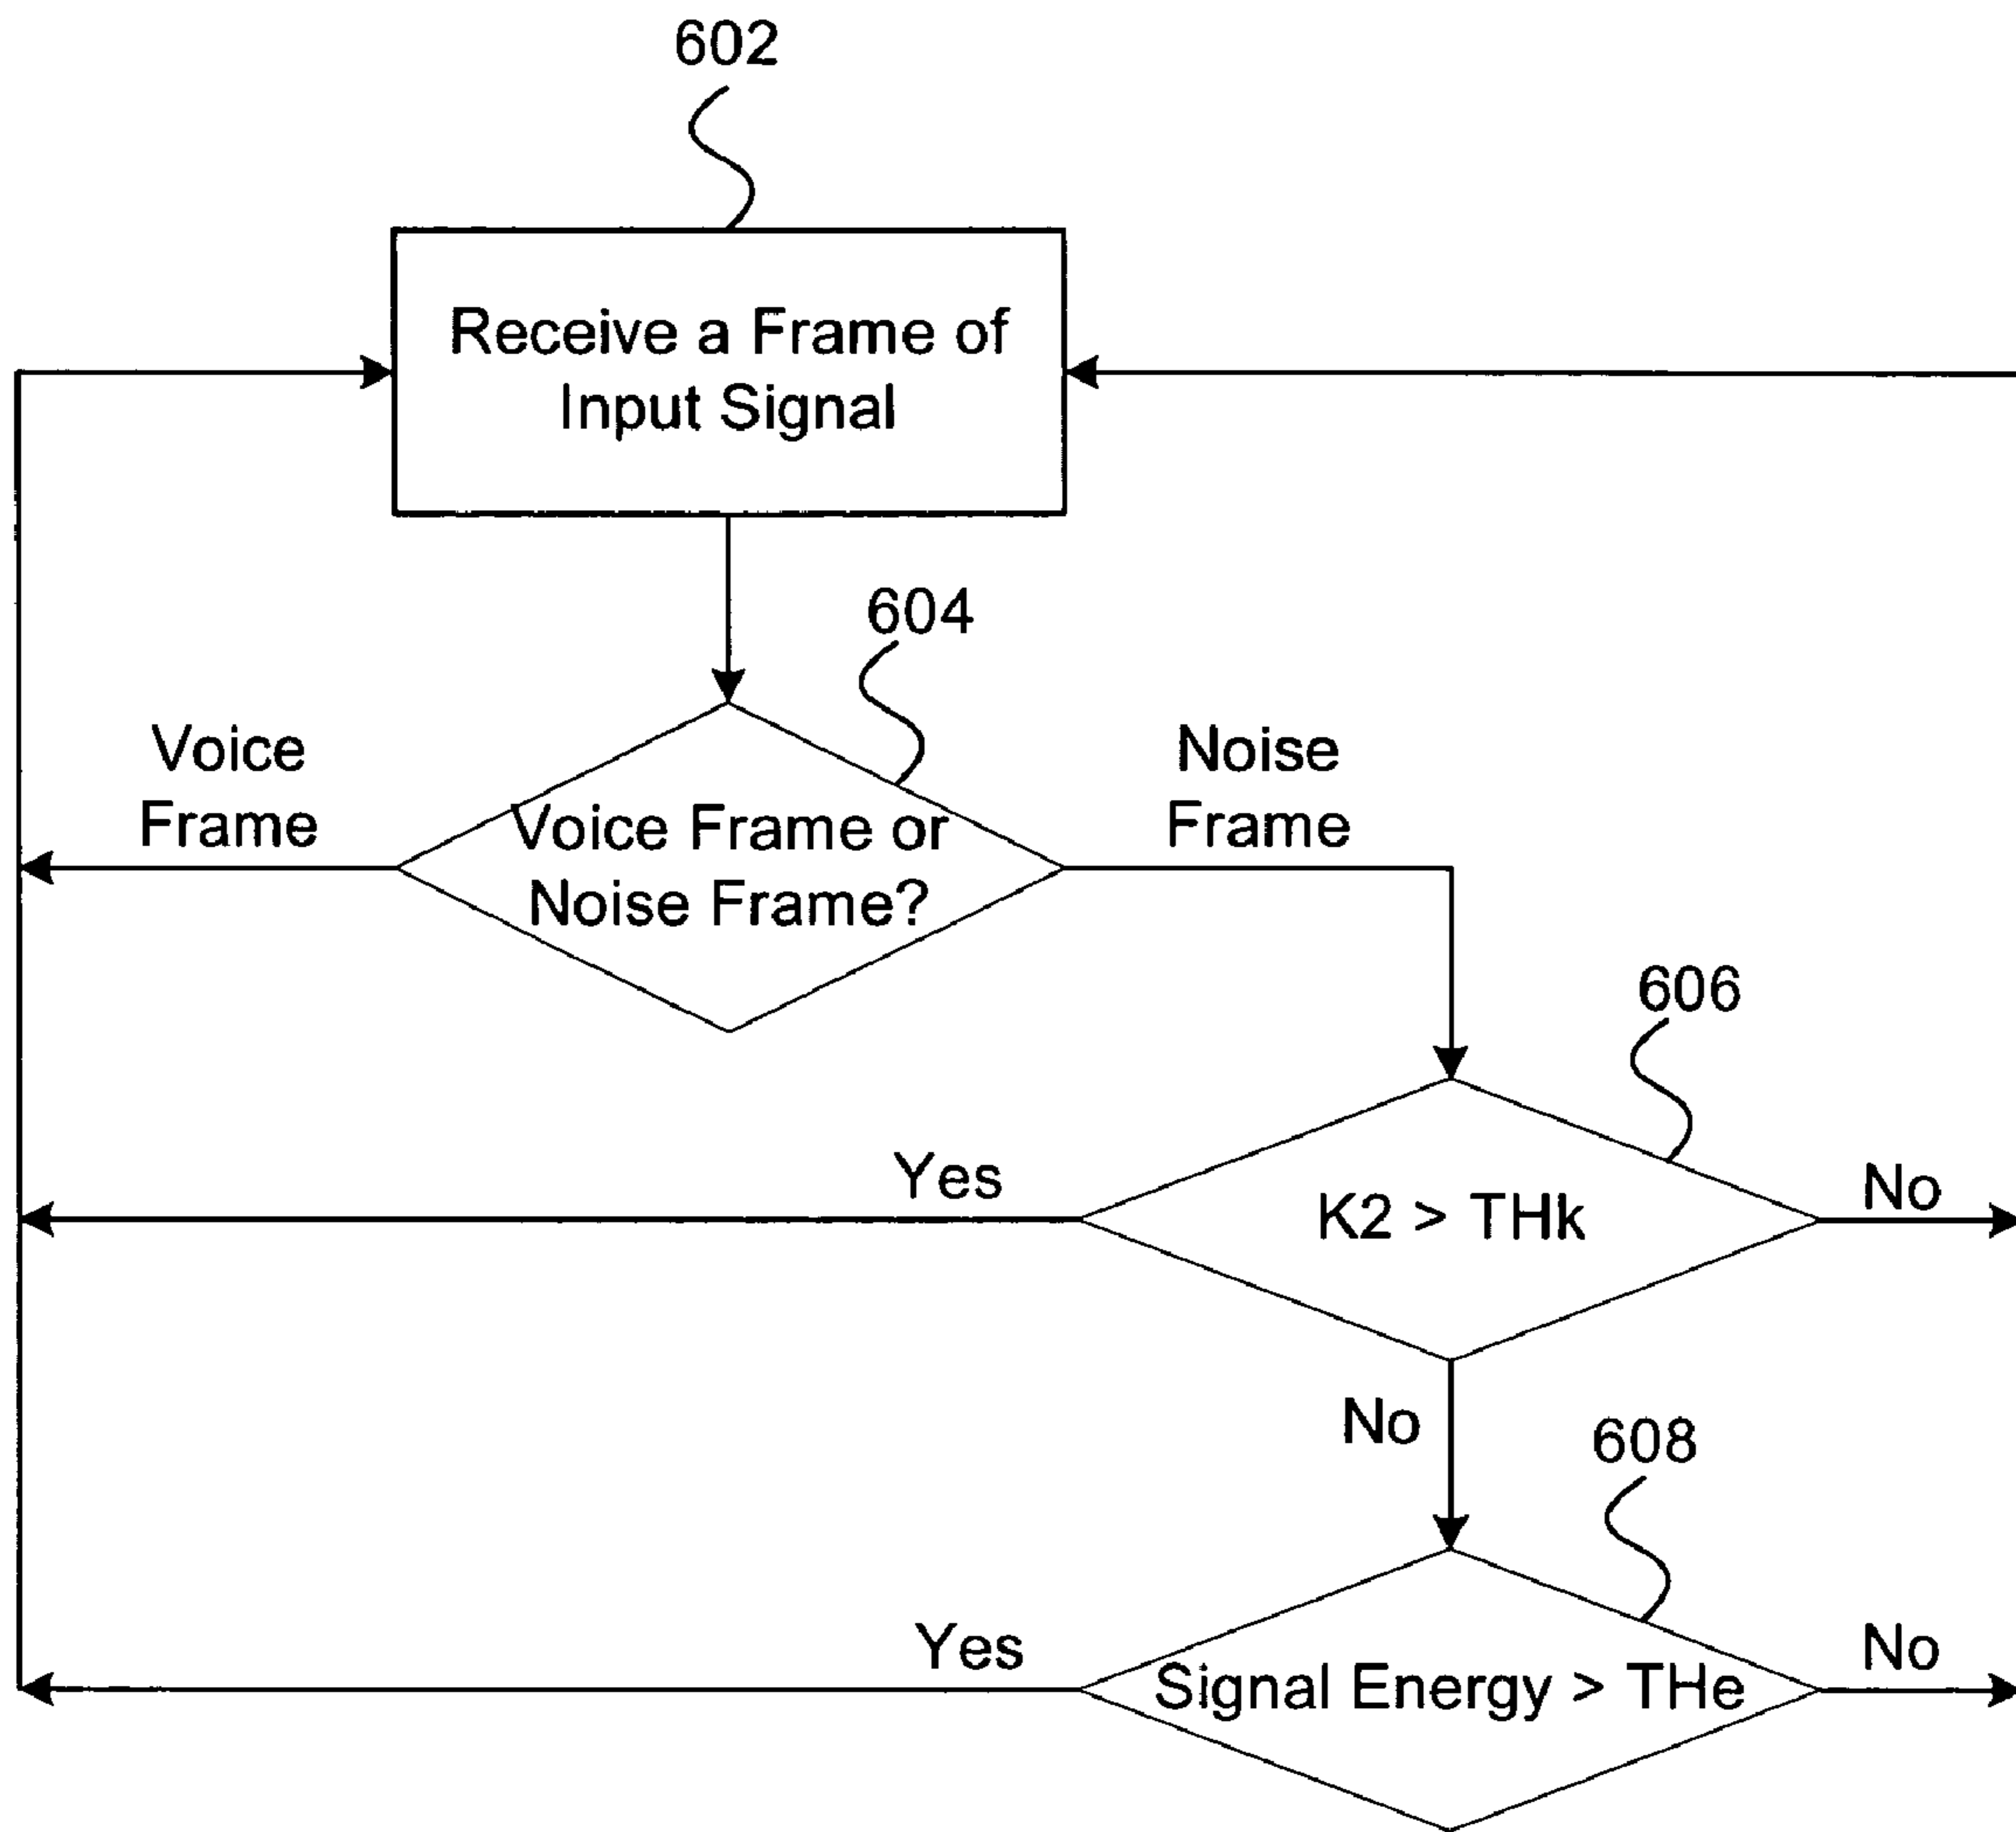 602
Receive a Frame of
Input Signal
604
Voice
Frame
Voice Frame or
Noise Frame?
Noise
Frame
606
Yes
K2 > THk
No
No
608
Yes
Signal Energy > THe
No